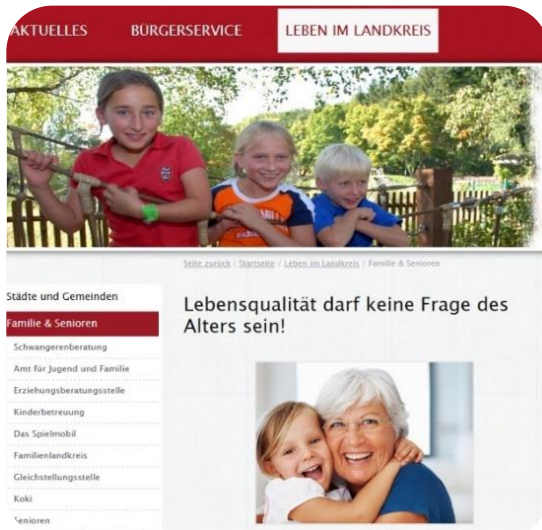 AKTUELLES
BÜRGERSERVICE
LEBEN IM LANDKREIS
Seite zurück | Startseite / Leben im Landkreis / Familie & Senioren
Städte und Gemeinden
Familie & Senioren
Schwangerenberatung
Amt für Jugend und Familie
Erziehungsberatungsstelle
Kinderbetreuung
Das Spielmobil
Familienlandkreis
Gleichstellungsstelle
Koki
Senioren
Lebensqualität darf keine Frage des
Alters sein!